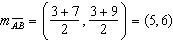 m_{\overline{AB}} = \left( \frac{3+7}{2}, \frac{3+9}{2} \right) = (5,6)